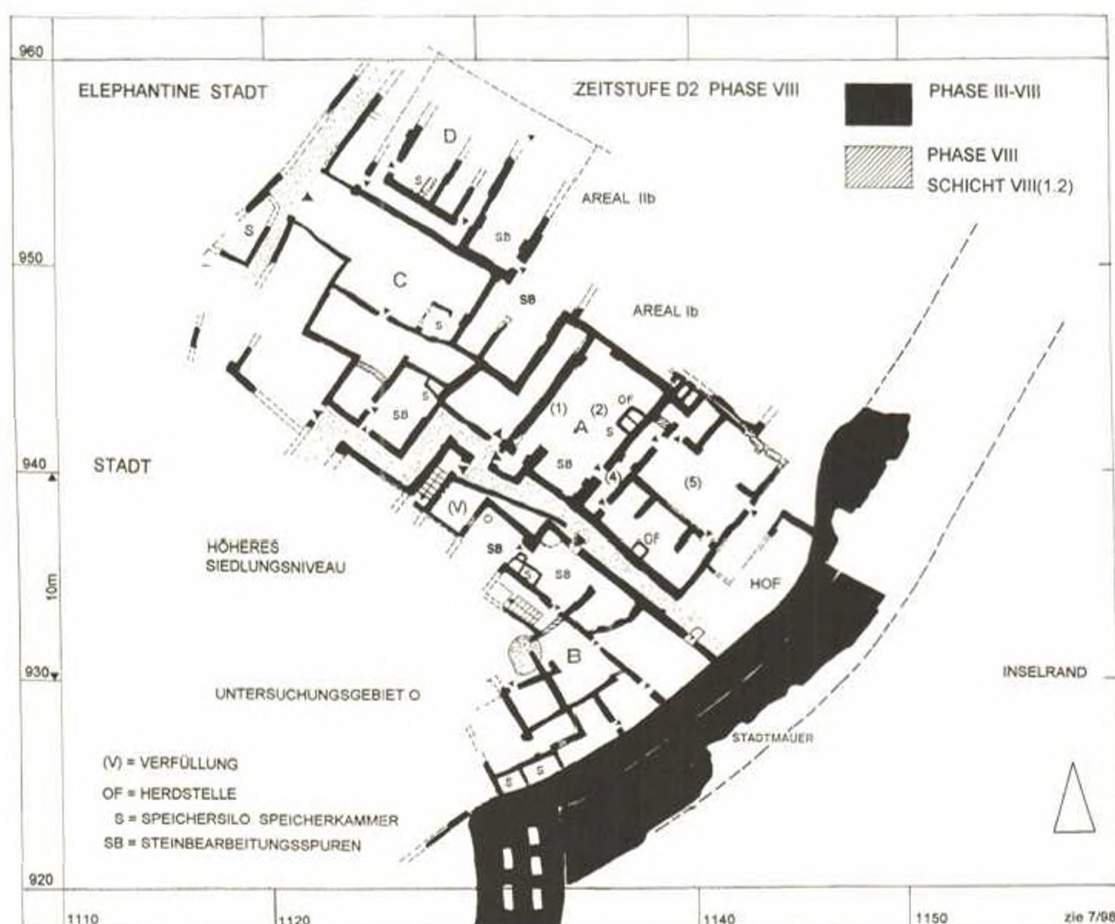 960
ELEPHANTINE STADT
ZEITSTUFE D2 PHASE VIII
PHASE III-VIII
PHASE VIII
SCHICHT VIII(1.2)
D
S
AREAL IIb
S
SB
950
C
SB
AREAL Ib
S
S
SB
(1)
(2)
OF
A
S
SB
(4)
(5)
940
STADT
(V)
OF
HÖHERES
SIEDLUNGSNIVEAU
SB
SB
S
HOF
10m
B
930
UNTERSUCHUNGSGEBIET O
INSELRAND
STADTMAUER
S
S
(V) = VERFÜLLUNG
OF = HERDSTELLE
S = SPEICHERSILO SPEICHERKAMMER
SB = STEINBEARBEITUNGSSPUREN
920
1110
1120
1140
1150
zie 7/98